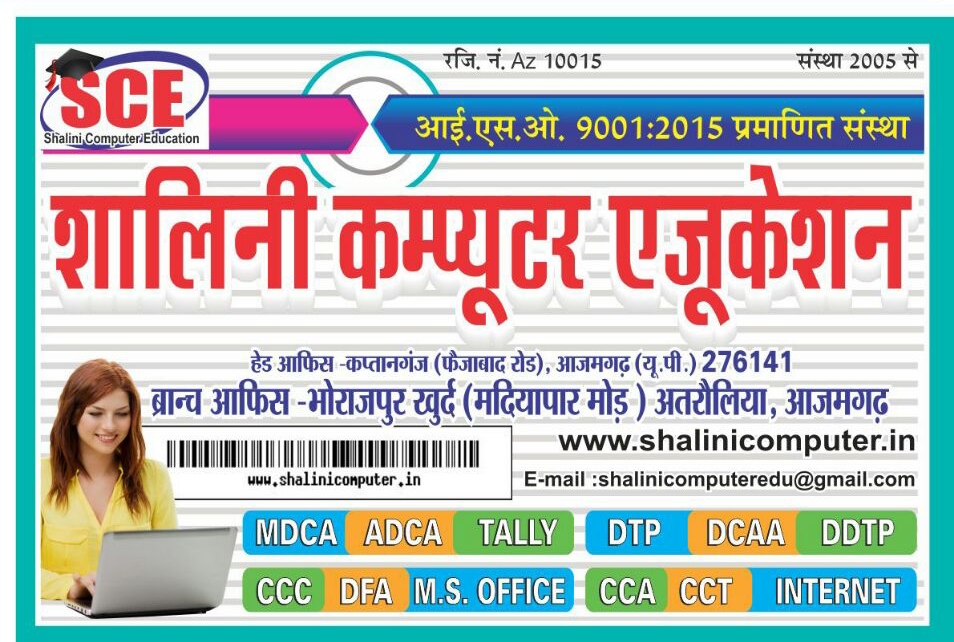 SCE
Shalini Computer Education
रजि. नं. Az 10015
संस्था 2005 से
आई.एस.ओ. 9001:2015 प्रमाणित संस्था
शालिनी कम्प्यूटर एजूकेशन
हेड आफिस -कप्तानगंज (फैजाबाद रोड), आजमगढ़ (यू.पी.) 276141
ब्रान्च आफिस -भोराजपुर खुर्द (मदियापार मोड़ ) अतरौलिया, आजमगढ़
www.shalinicomputer.in
www.shalinicomputer.in
E-mail :shalinicomputeredu@gmail.com
MDCA ADCA TALLY DTP DCAA DDTP
CCC DFA M.S. OFFICE CCA CCT INTERNET